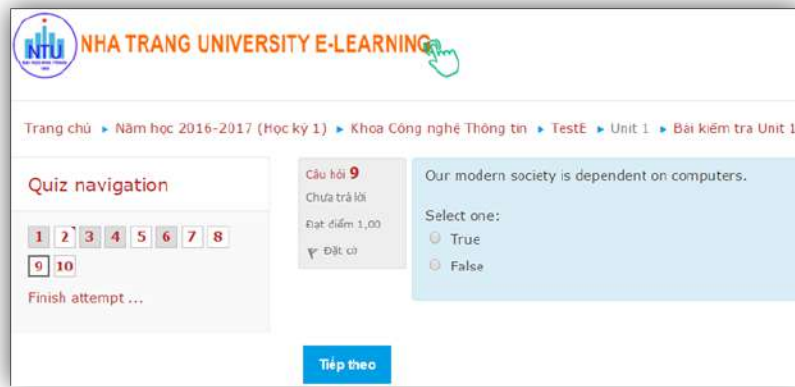 NTU
NHA TRANG UNIVERSITY E-LEARNING
Trang chủ ▸ Năm học 2016-2017 (Học kỳ 1) ▸ Khoa Công nghệ Thông tin ▸ TestE ▸ Unit 1 ▸ Bài kiểm tra Unit 1
Quiz navigation
1 2 3 4 5 6 7 8
9 10
Finish attempt ...
Câu hỏi 9
Chưa trả lời
Đạt điểm 1,00
Đặt cờ
Our modern society is dependent on computers.
Select one:
True
False
Tiếp theo